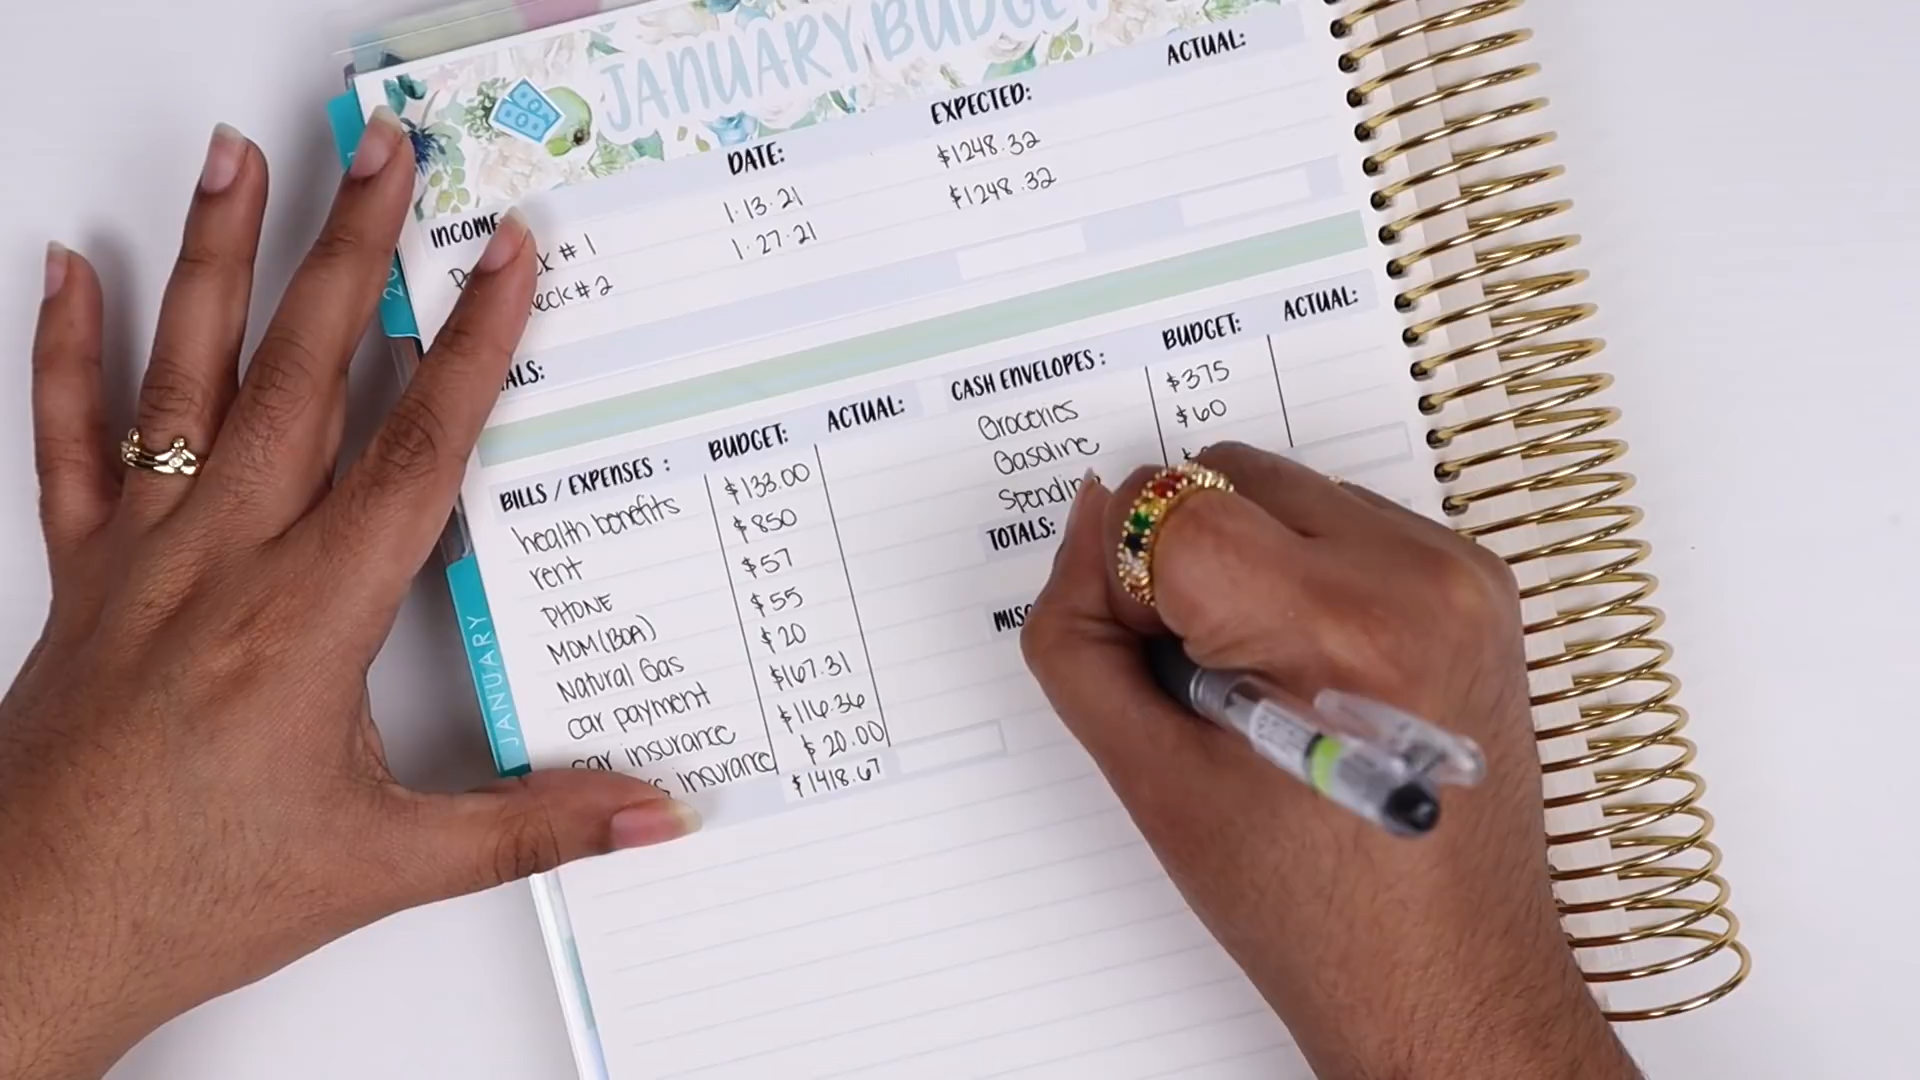 JANUARY BUDGET
INCOME DATE: EXPECTED: ACTUAL:
#1 1.13.21 $1248.32
#2 1.27.21 $1248.32
BILLS / EXPENSES: BUDGET: ACTUAL:
health benefits $133.00
rent $850
PHONE $57
MOM(BOA) $55
Natural Gas $20
car payment $167.31
car insurance $116.36
insurance $20.00
$1418.67
CASH ENVELOPES: BUDGET: ACTUAL:
Groceries $375
Gasoline $60
Spending
TOTALS:
JANUARY